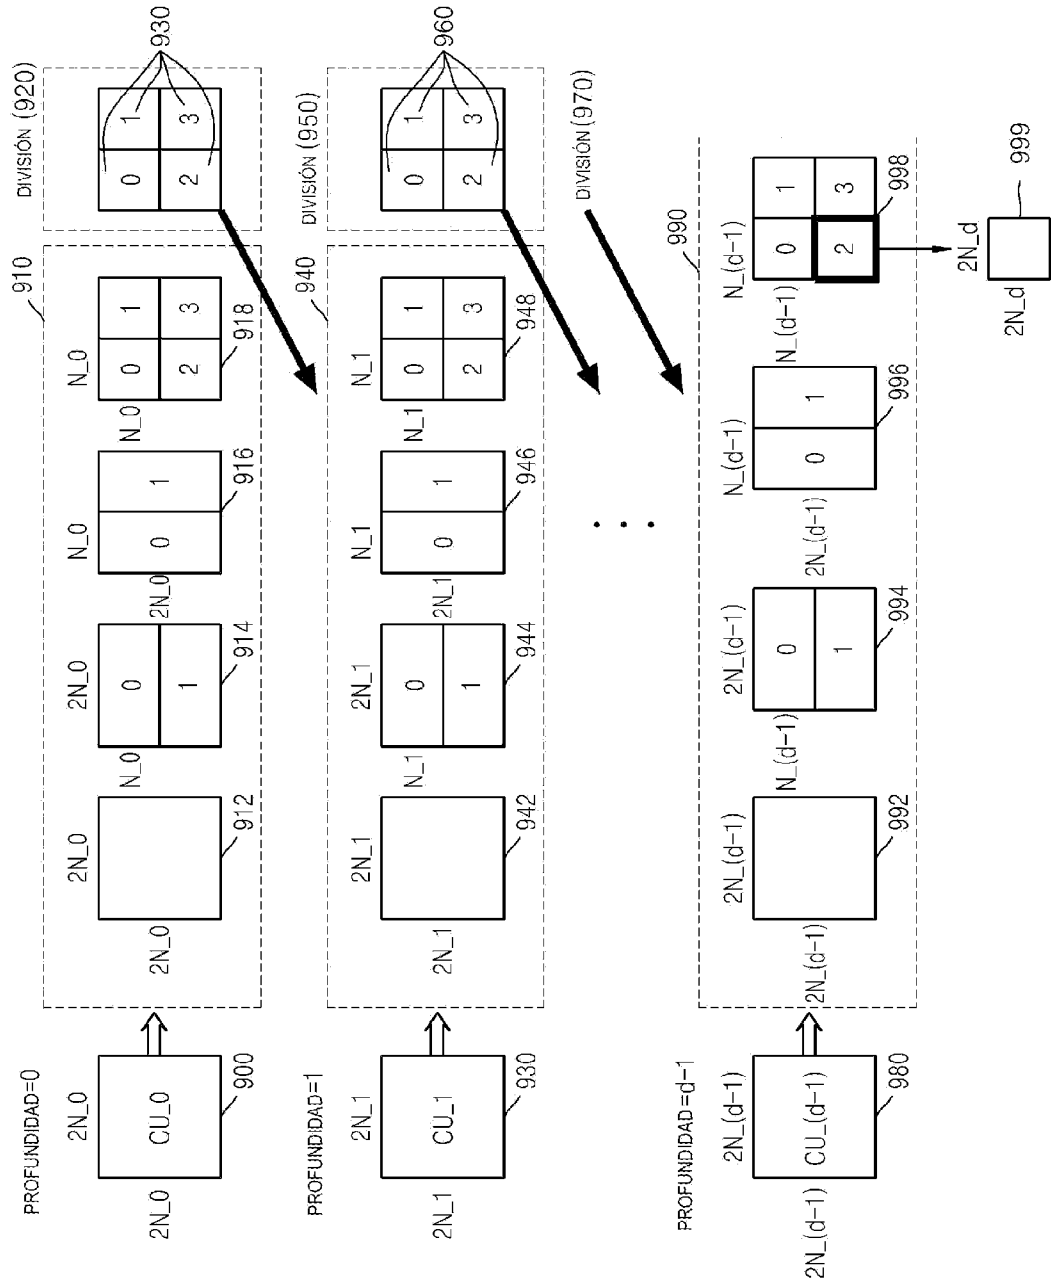 PROFUNDIDAD=0
2N_0
2N_0
CU_0
900
910
2N_0
2N_0
912
2N_0
N_0
0
1
914
N_0
2N_0
0
1
916
N_0
N_0
0
1
2
3
918
DIVISIÓN (920)
0
1
2
3
930
PROFUNDIDAD=1
2N_1
2N_1
CU_1
930
940
2N_1
2N_1
942
2N_1
N_1
0
1
944
N_1
2N_1
0
1
946
N_1
N_1
0
1
2
3
948
DIVISIÓN (950)
0
1
2
3
960
DIVISIÓN (970)
PROFUNDIDAD=d-1
2N_(d-1)
2N_(d-1)
CU_(d-1)
980
990
2N_(d-1)
2N_(d-1)
992
2N_(d-1)
N_(d-1)
0
1
994
N_(d-1)
2N_(d-1)
0
1
996
N_(d-1)
N_(d-1)
0
1
2
3
998
2N_d
2N_d
999